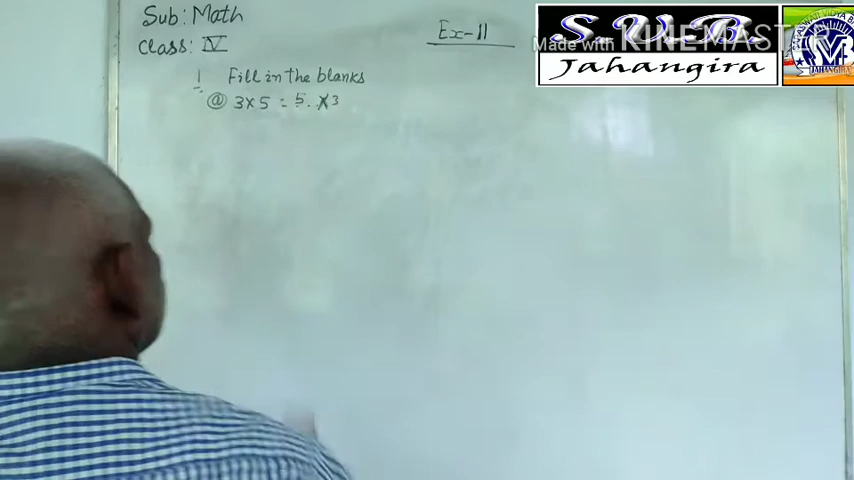 Sub: Math
Class: IV
Ex-11
1 Fill in the blanks
@ 3×5 = 5. ×3
S.V.B.
Jahangira
Made with KINEMASTER
JAHANGIRA